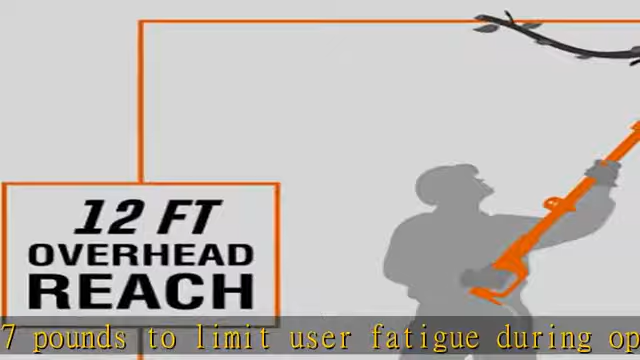 12 FT
OVERHEAD
REACH
7 pounds to limit user fatigue during op